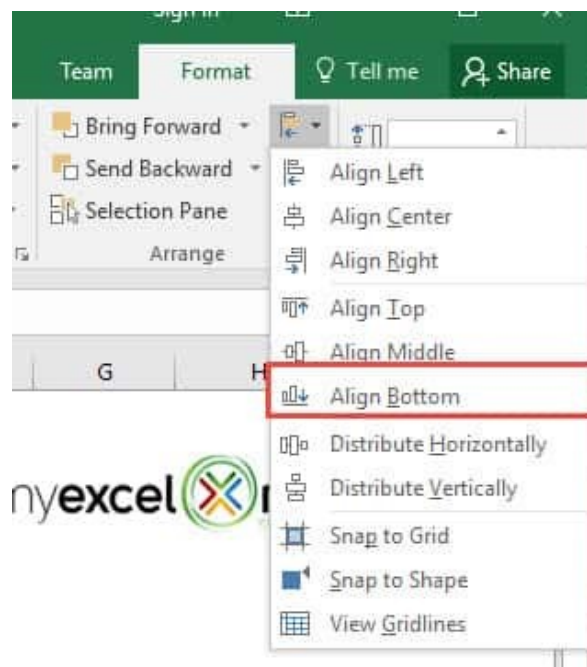 Sign in
Team Format Tell me Share
Bring Forward
Send Backward
Selection Pane
Arrange
Align Left
Align Center
Align Right
Align Top
Align Middle
Align Bottom
Distribute Horizontally
Distribute Vertically
Snap to Grid
Snap to Shape
View Gridlines
G H
myexcel